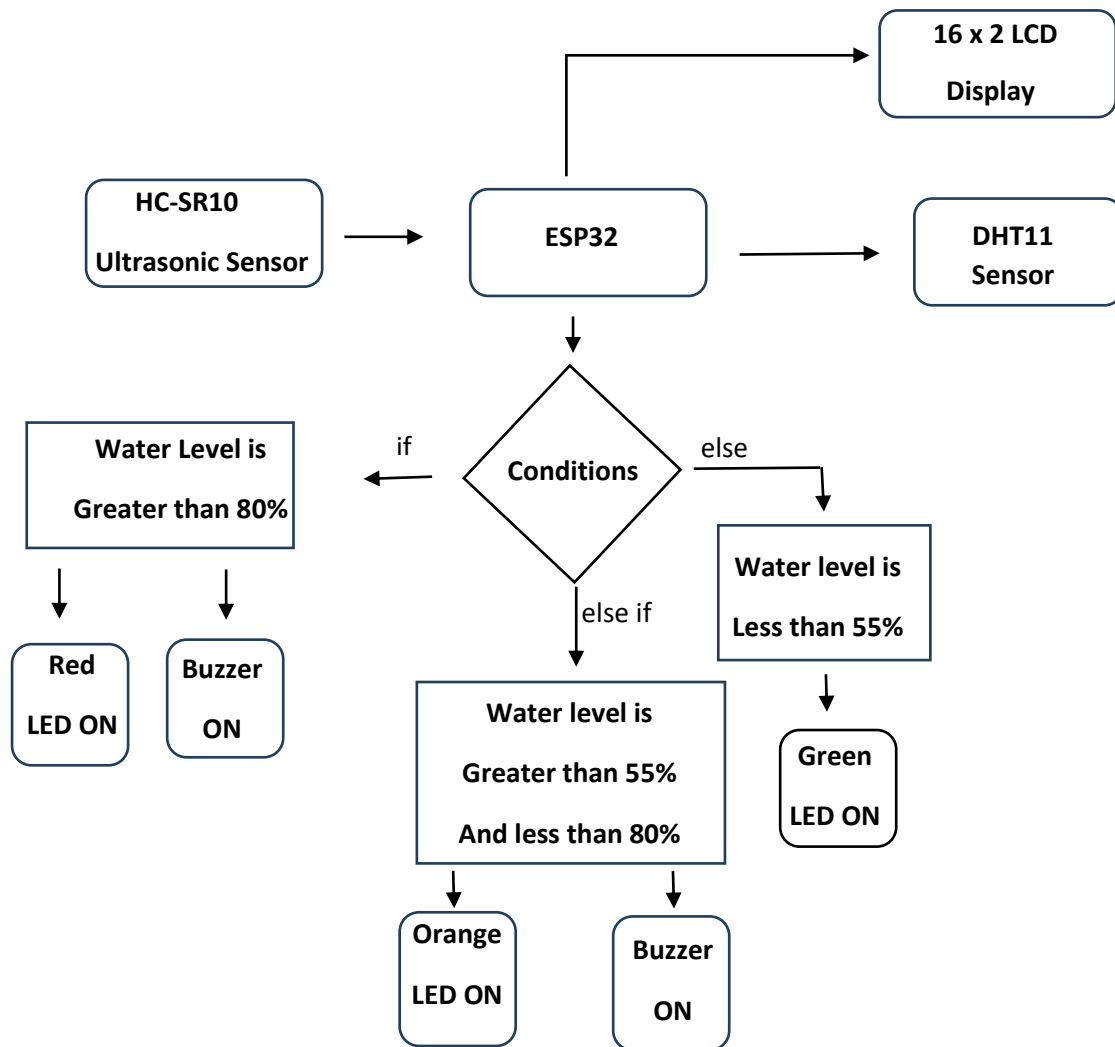 16 x 2 LCD
Display
HC-SR10
Ultrasonic Sensor
ESP32
DHT11
Sensor
if
Water Level is
Greater than 80%
Conditions
else
Water level is
Less than 55%
else if
Red
LED ON
Buzzer
ON
Water level is
Greater than 55%
And less than 80%
Green
LED ON
Orange
LED ON
Buzzer
ON